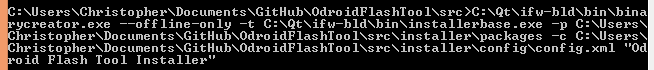 C:\Users\Christopher\Documents\GitHub\OdroidFlashTool\src>C:\Qt\ifw-bld\bin\bina
rycreator.exe --offline-only -t C:\Qt\ifw-bld\bin\installerbase.exe -p C:\Users\
Christopher\Documents\GitHub\OdroidFlashTool\src\installer\packages -c C:\Users\
Christopher\Documents\GitHub\OdroidFlashTool\src\installer\config\config.xml "Od
roid Flash Tool Installer"